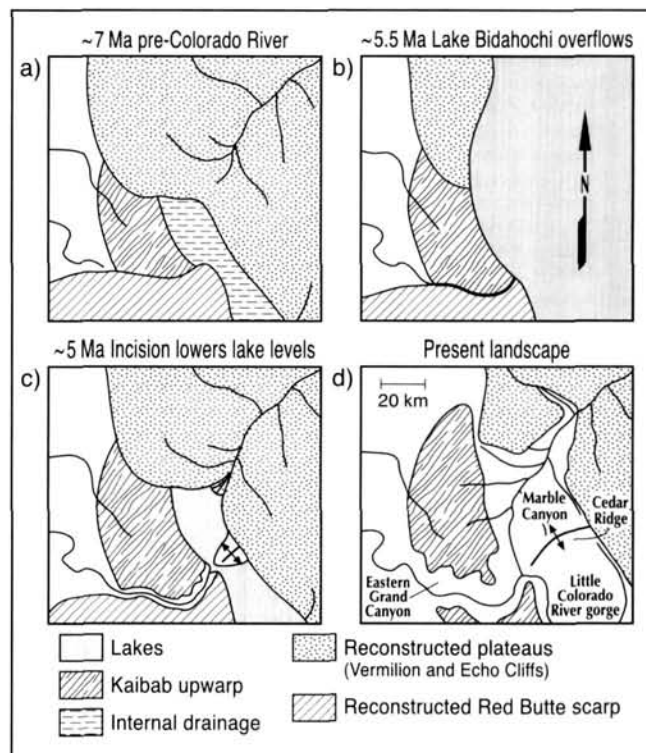 ~7 Ma pre-Colorado River
~5.5 Ma Lake Bidahochi overflows
a)
b)
N
~5 Ma Incision lowers lake levels
Present landscape
c)
d)
20 km
Marble
Canyon
Cedar
Ridge
Eastern
Grand
Canyon
Little
Colorado
River gorge
Lakes
Kaibab upwarp
Internal drainage
Reconstructed plateaus
(Vermilion and Echo Cliffs)
Reconstructed Red Butte scarp